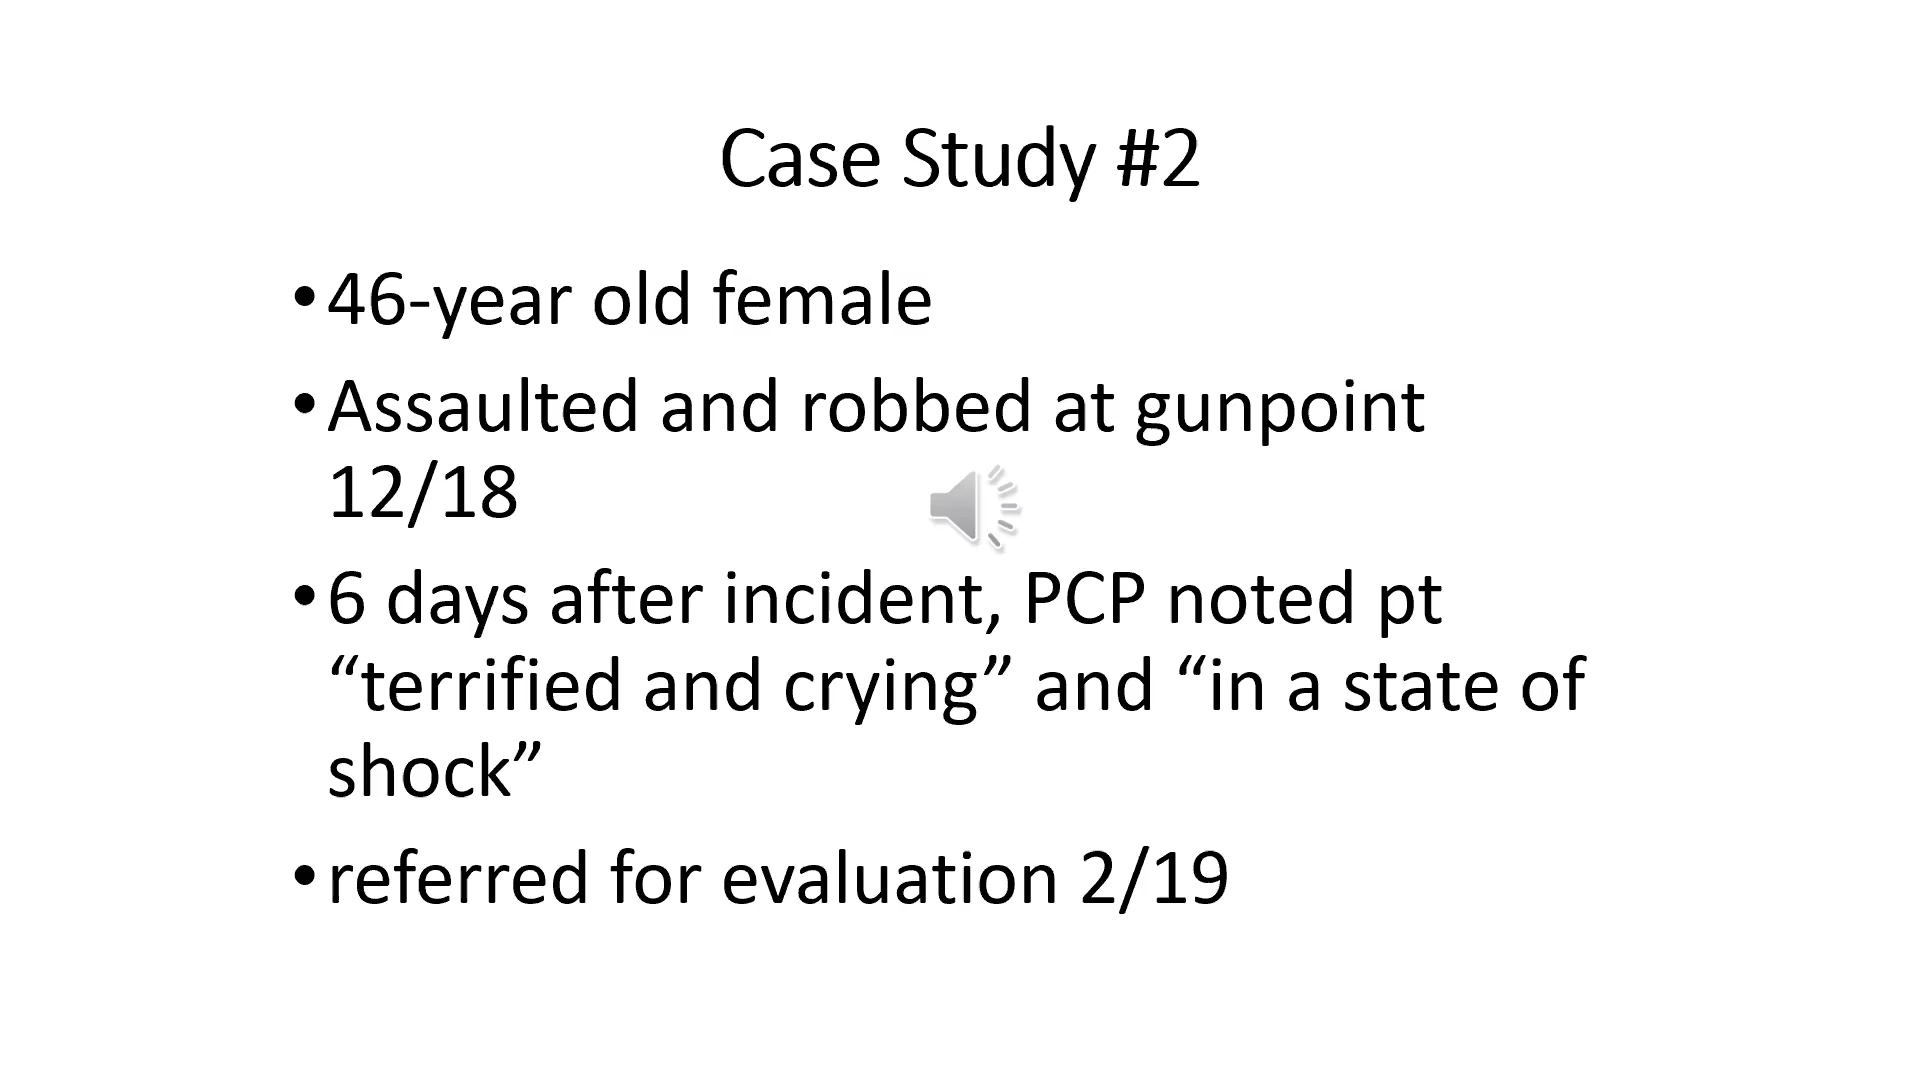 Case Study #2
•46-year old female
•Assaulted and robbed at gunpoint
12/18
•6 days after incident, PCP noted pt
“terrified and crying” and “in a state of
shock”
•referred for evaluation 2/19